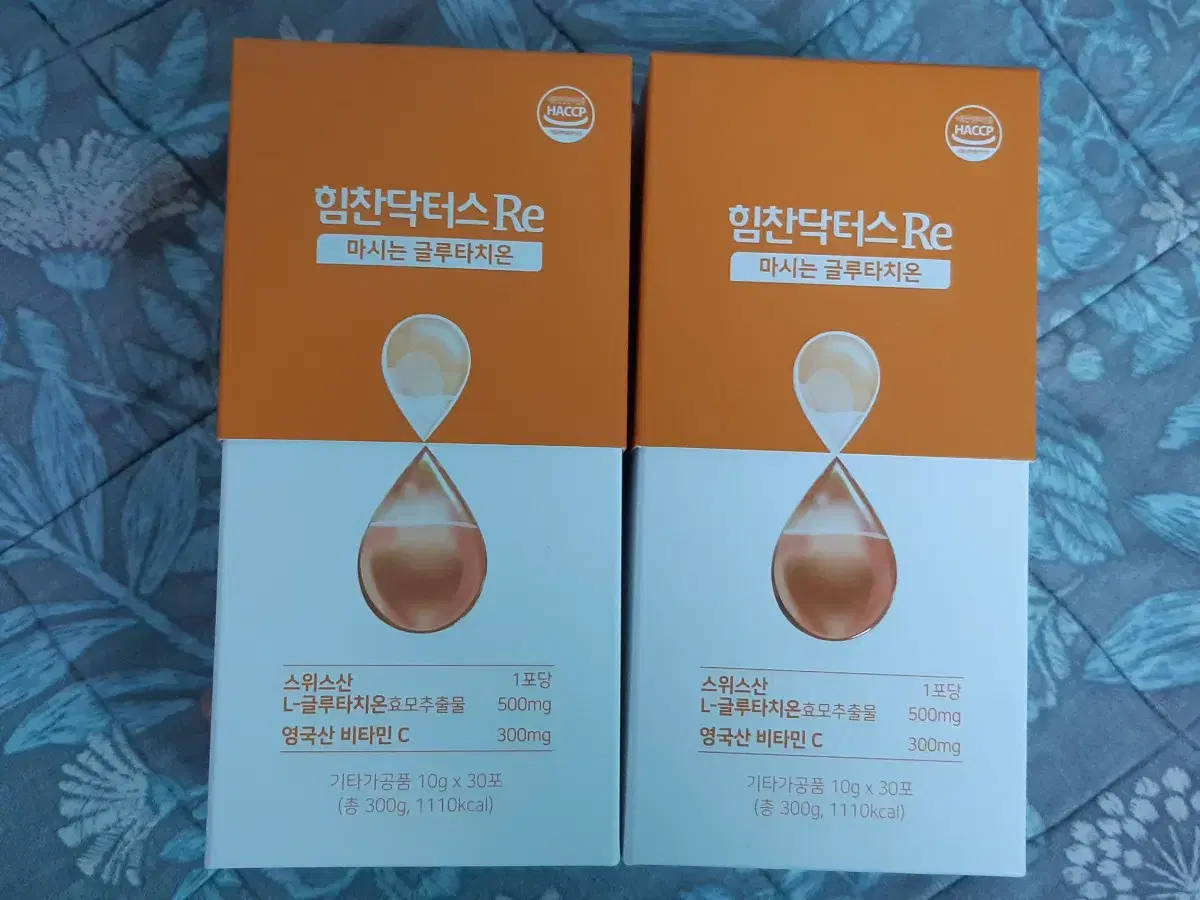 HACCP
힘찬닥터스Re
마시는 글루타치온
스위스산 1포당
L-글루타치온효모추출물 500mg
영국산 비타민 C 300mg
기타가공품 10g x 30포
(총 300g, 1110kcal)
HACCP
힘찬닥터스Re
마시는 글루타치온
스위스산 1포당
L-글루타치온효모추출물 500mg
영국산 비타민 C 300mg
기타가공품 10g x 30포
(총 300g, 1110kcal)